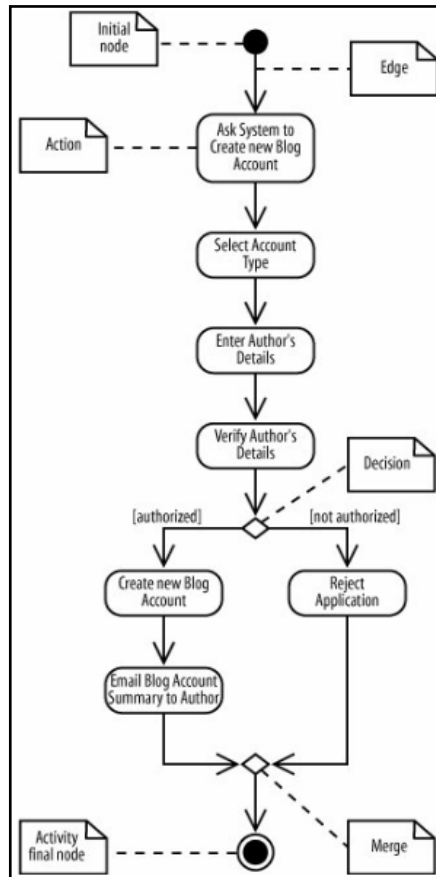 Initial
node
Edge
Action
Ask System to
Create new Blog
Account
Select Account
Type
Enter Author's
Details
Verify Author's
Details
Decision
[authorized]
[not authorized]
Create new Blog
Account
Reject
Application
Email Blog Account
Summary to Author
Activity
final node
Merge